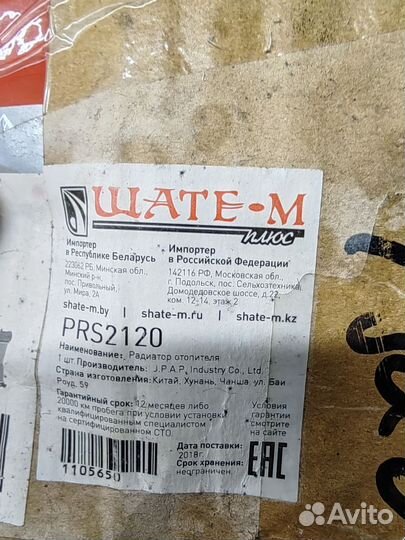 ШАТЕ-М
плюс
Импортер
в Республике Беларусь
223062 РБ, Минская обл.,
Минский р-н,
пос. Привольный,
ул. Мира, 2А
Импортер
в Российской Федерации
142116 РФ, Московская обл.,
г. Подольск, пос. Сельхозтехника,
Домодедовское шоссе, д.22,
ком. 12-14, этаж 2
shate-m.by | shate-m.ru | shate-m.kz
PRS2120
Наименование: Радиатор отопителя
1 шт. Производитель: J.P.A.P. Industry Co., Ltd.
Страна изготовления: Китай, Хунань, Чанша, ул. Баи
Роуд, 59
Гарантийный срок: 12 месяцев либо
20000 км пробега при условии установки
квалифицированным специалистом
на сертифицированном СТО.
Условия
гарантии
смотрите
на сайте
1105650
Дата поставки:
2018г.
Срок хранения:
неограничен.
EAC
Avito